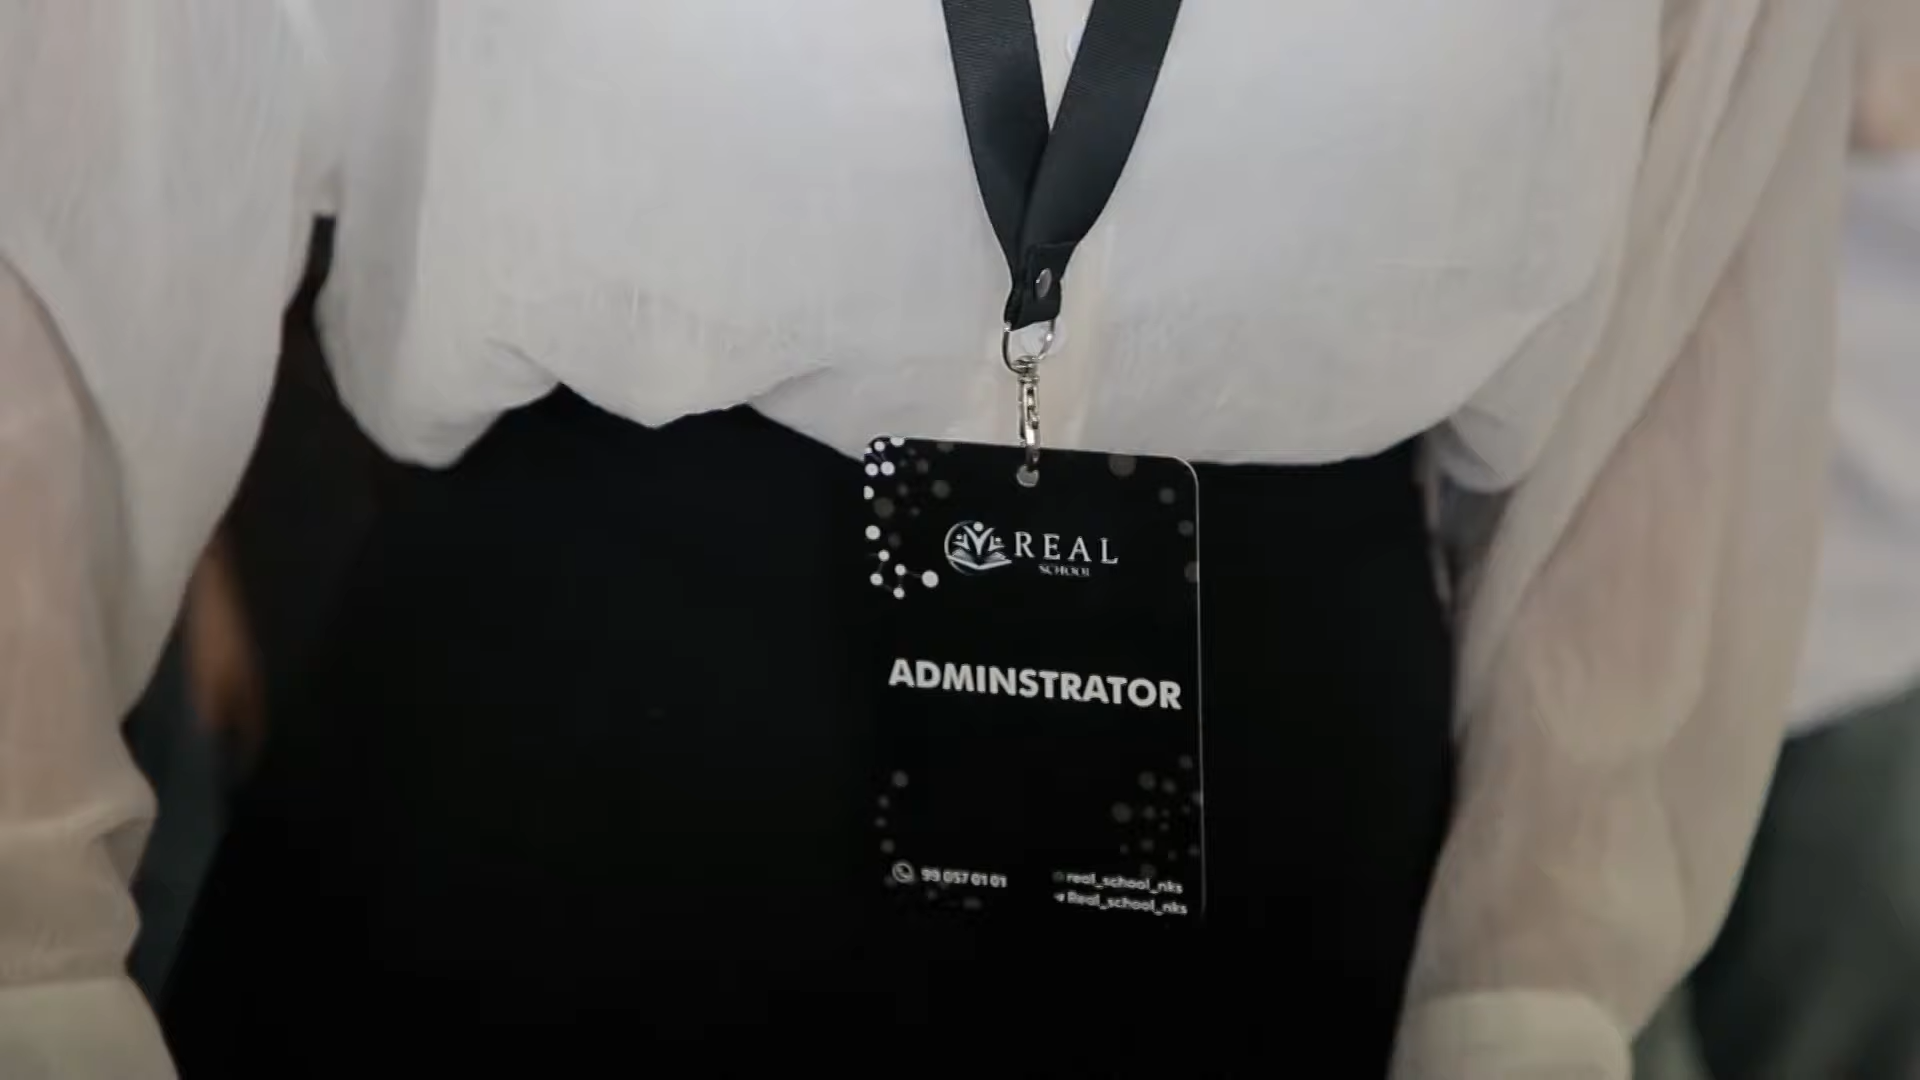 REAL
SCHOOL
ADMINSTRATOR
99 057 01 01
real_school_nks
Real_school_nks